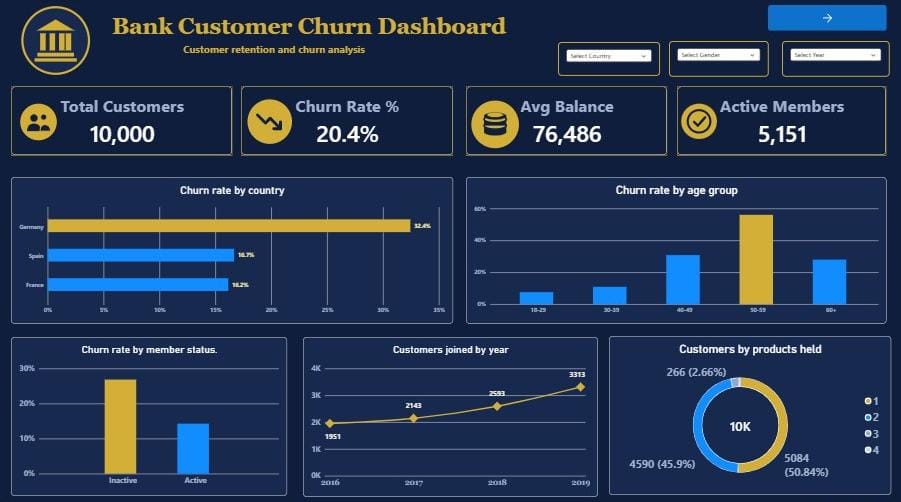 Bank Customer Churn Dashboard
Customer retention and churn analysis
Select Country
Select Gender
Select Year
Total Customers
10,000
Churn Rate %
20.4%
Avg Balance
76,486
Active Members
5,151
Churn rate by country
Germany
32.4%
Spain
16.7%
France
16.2%
0% 5% 10% 15% 20% 25% 30% 35%
Churn rate by age group
60%
40%
20%
0%
18-29 30-39 40-49 50-59 60+
Churn rate by member status.
30%
20%
10%
0%
Inactive Active
Customers joined by year
4K
3K
2K
1K
0K
1951
2143
2593
3313
2016 2017 2018 2019
Customers by products held
266 (2.66%)
10K
4590 (45.9%)
5084
(50.84%)
1
2
3
4